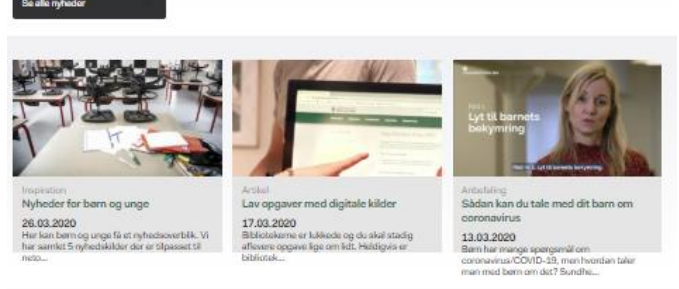 Se alle nyheder
Lyt til barnets
bekymring
Inspiration
Nyheder for børn og unge
26.03.2020
Her kan børn og unge få et nyhedsoverblik. Vi
har samlet 5 nyhedskilder der er tilpasset til
neto...
Artikel
Lav opgaver med digitale kilder
17.03.2020
Bibliotekerne er lukkede og du skal stadig
aflevere opgave lige om lidt. Heldigvis er
bibliotek...
Anbefaling
Sådan kan du tale med dit barn om
coronavirus
13.03.2020
Børn har mange spørgsmål om
coronavirus/COVID-19, men hvordan taler
man med børn om det? Sundhe...